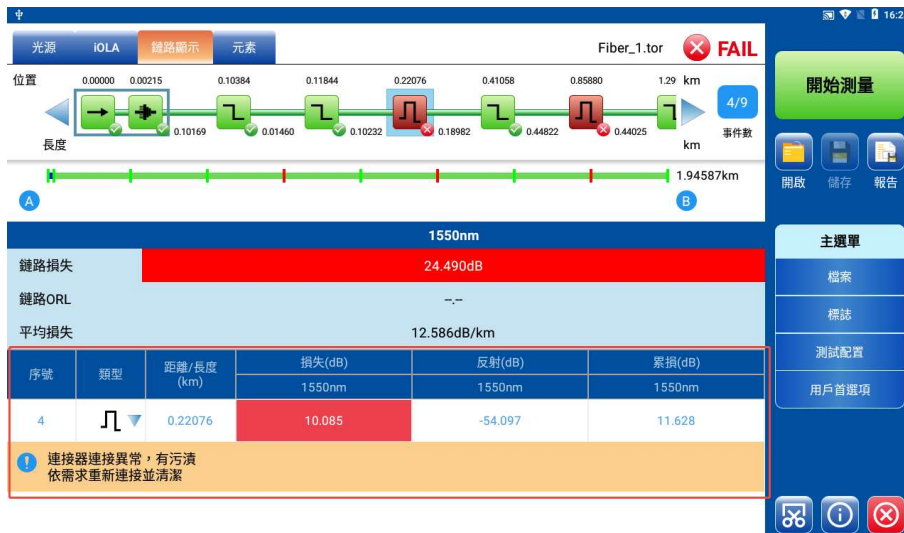 16:2
光源 iOLA 鏈路顯示 元素 Fiber_1.tor FAIL
位置 0.00000 0.00215 0.10384 0.11844 0.22076 0.41058 0.85880 1.29 km
4/9
0.10169 0.01460 0.10232 0.18982 0.44822 0.44025
事件數
長度 km
1.94587km
A B
1550nm
鏈路損失 24.490dB
鏈路ORL --.--
平均損失 12.586dB/km
序號 類型 距離/長度 (km) 損失(dB) 反射(dB) 累損(dB)
1550nm 1550nm 1550nm
4 0.22076 10.085 -54.097 11.628
連接器連接異常，有污漬
依需求重新連接並清潔
開始測量
開啟 儲存 報告
主選單
檔案
標誌
測試配置
用戶首選項